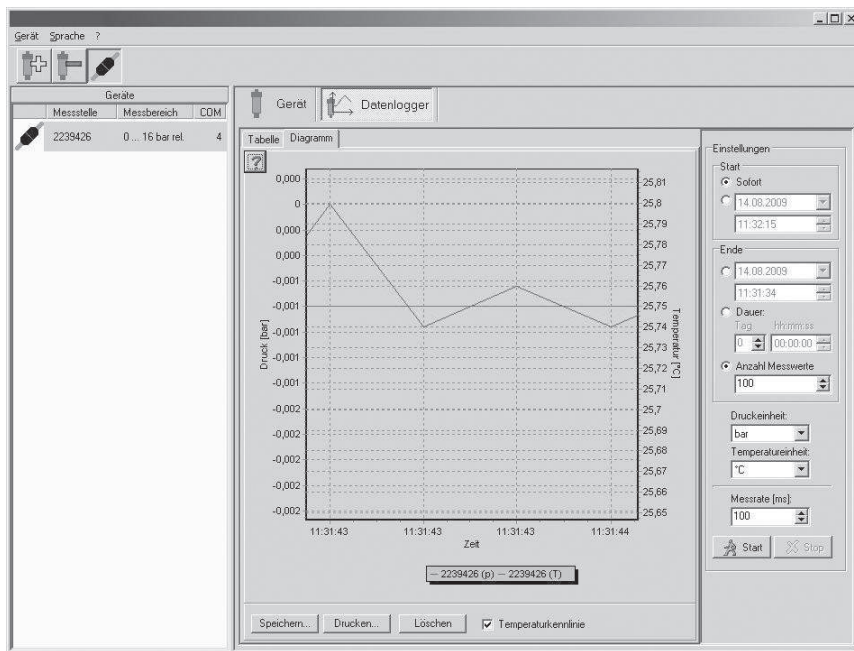 Gerät Sprache ?
Geräte
Messstelle Messbereich COM
2239426 0 ... 16 bar rel. 4
Gerät Datenlogger
Tabelle Diagramm
?
0,000
0
0,000
0,000
-0,001
-0,001
-0,001
-0,001
-0,001
-0,002
-0,002
-0,002
-0,002
-0,002
Druck [bar]
25,81
25,8
25,79
25,78
25,77
25,76
25,75
25,74
25,73
25,72
25,71
25,7
25,69
25,68
25,67
25,66
25,65
Temperatur [°C]
11:31:43 11:31:43 11:31:43 11:31:44
Zeit
2239426 (p) 2239426 (T)
Speichern... Drucken... Löschen Temperaturkennlinie
Einstellungen
Start
Sofort
14.08.2009
11:32:15
Ende
14.08.2009
11:31:34
Dauer:
Tag hh:mm:ss
0 00:00:00
Anzahl Messwerte
100
Druckeinheit:
bar
Temperatureinheit:
°C
Messrate [ms]:
100
Start Stop